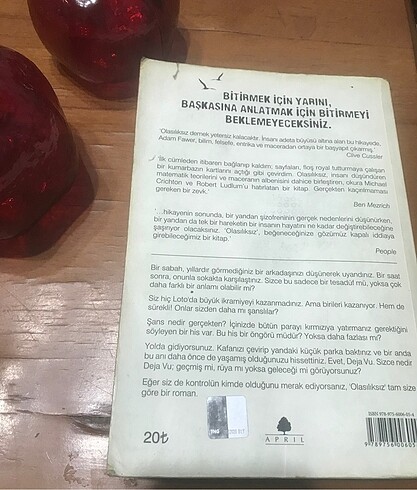 BİTİRMEK İÇİN YARINI,
BAŞKASINA ANLATMAK İÇİN BİTİRMEYİ
BEKLEMEYECEKSİNİZ.
'Olasılıksız demek yetersiz kalacaktır. İnsanı adeta büyüsü altına alan bu hikayede,
Adam Fawer, bilim, felsefe, entrika ve maceradan ortaya bir başyapıt çıkarmış.'
Clive Cussler
'İlk cümleden itibaren bağlanıp kaldım; sayfaları, floş royal tutturmaya çalışan
bir kumarbazın kartlarını açtığı gibi çevirdim. Olasılıksız, insanı düşündüren
matematik teorilerini ve maceranın albenisini dahice birleştiren, okura Michael
Crichton ve Robert Ludlum'u hatırlatan bir kitap. Gerçekten kaçırılmaması
gereken bir zevk.'
Ben Mezrich
'...hikayenin sonunda, bir yandan şizofreninin gerçek nedenlerini düşünürken,
bir yandan da tek bir hareketin bir insanın hayatını ne kadar değiştirebileceğine
şaşırıyor olacaksınız. 'Olasılıksız', beğeneceğinize gözümüz kapalı iddiaya
girebileceğimiz bir kitap.'
People
Bir sabah, yıllardır görmediğiniz bir arkadaşınızı düşünerek uyandınız. Bir saat
sonra, onunla sokakta karşılaştınız. Sizce bu sadece bir tesadüf mü, yoksa çok
daha farklı bir anlamı olabilir mi?
Siz hiç Loto'da büyük ikramiyeyi kazanmadınız. Ama birileri kazanıyor. Hem de
sürekli! Onlar sizden daha mı şanslılar?
Şans nedir gerçekten? İçinizde bütün parayı kırmızıya yatırmanız gerektiğini
söyleyen bir his var. Bu his bir öngörü müdür? Yoksa daha fazlası mı?
Yolda gidiyorsunuz. Kafanızı çevirip yandaki küçük parka baktınız ve bir anda
bu anı daha önce de yaşamış olduğunuzu hissettiniz. Evet, Deja Vu. Sizce nedir
Deja Vu; geçmiş mi, rüya mı yoksa geleceği mi görüyorsunuz?
Eğer siz de kontrolün kimde olduğunu merak ediyorsanız, 'Olasılıksız' tam size
göre bir roman.
20₺
APRIL
ISBN 978-975-6006-05-4
9 789756 00605